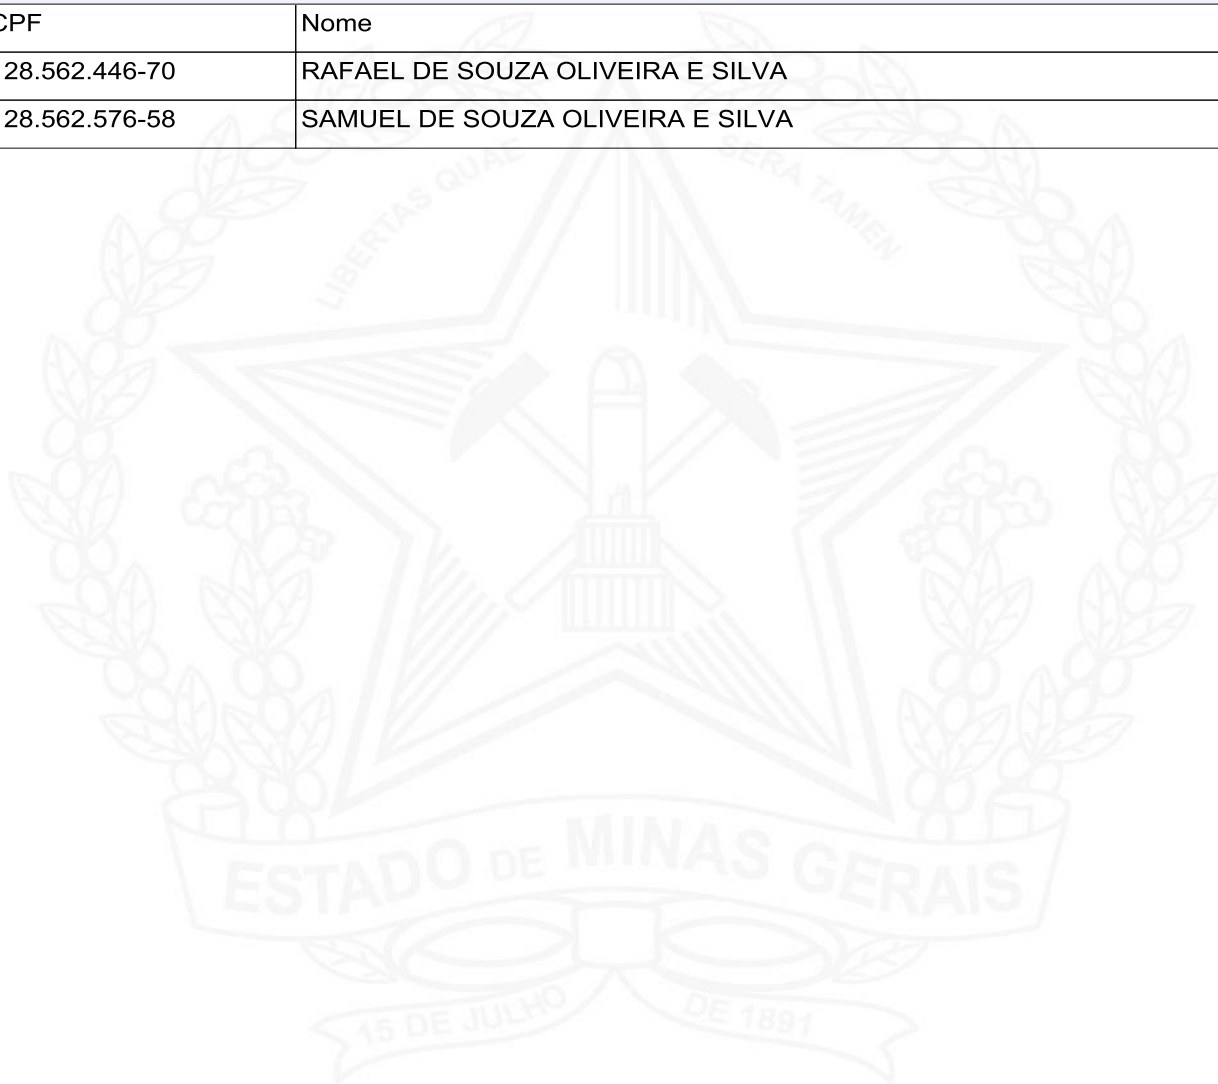 CPF Nome
28.562.446-70 RAFAEL DE SOUZA OLIVEIRA E SILVA
28.562.576-58 SAMUEL DE SOUZA OLIVEIRA E SILVA
LIBERTAS QUAE SERA TAMEN
ESTADO DE MINAS GERAIS
15 DE JULHO DE 1891